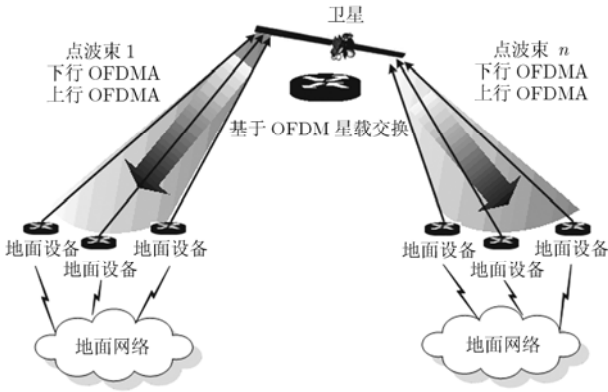 卫星
点波束 1
下行 OFDMA
上行 OFDMA
点波束 n
下行 OFDMA
上行 OFDMA
基于 OFDM 星载交换
地面设备
地面设备
地面设备
地面设备
地面设备
地面设备
地面网络
地面网络